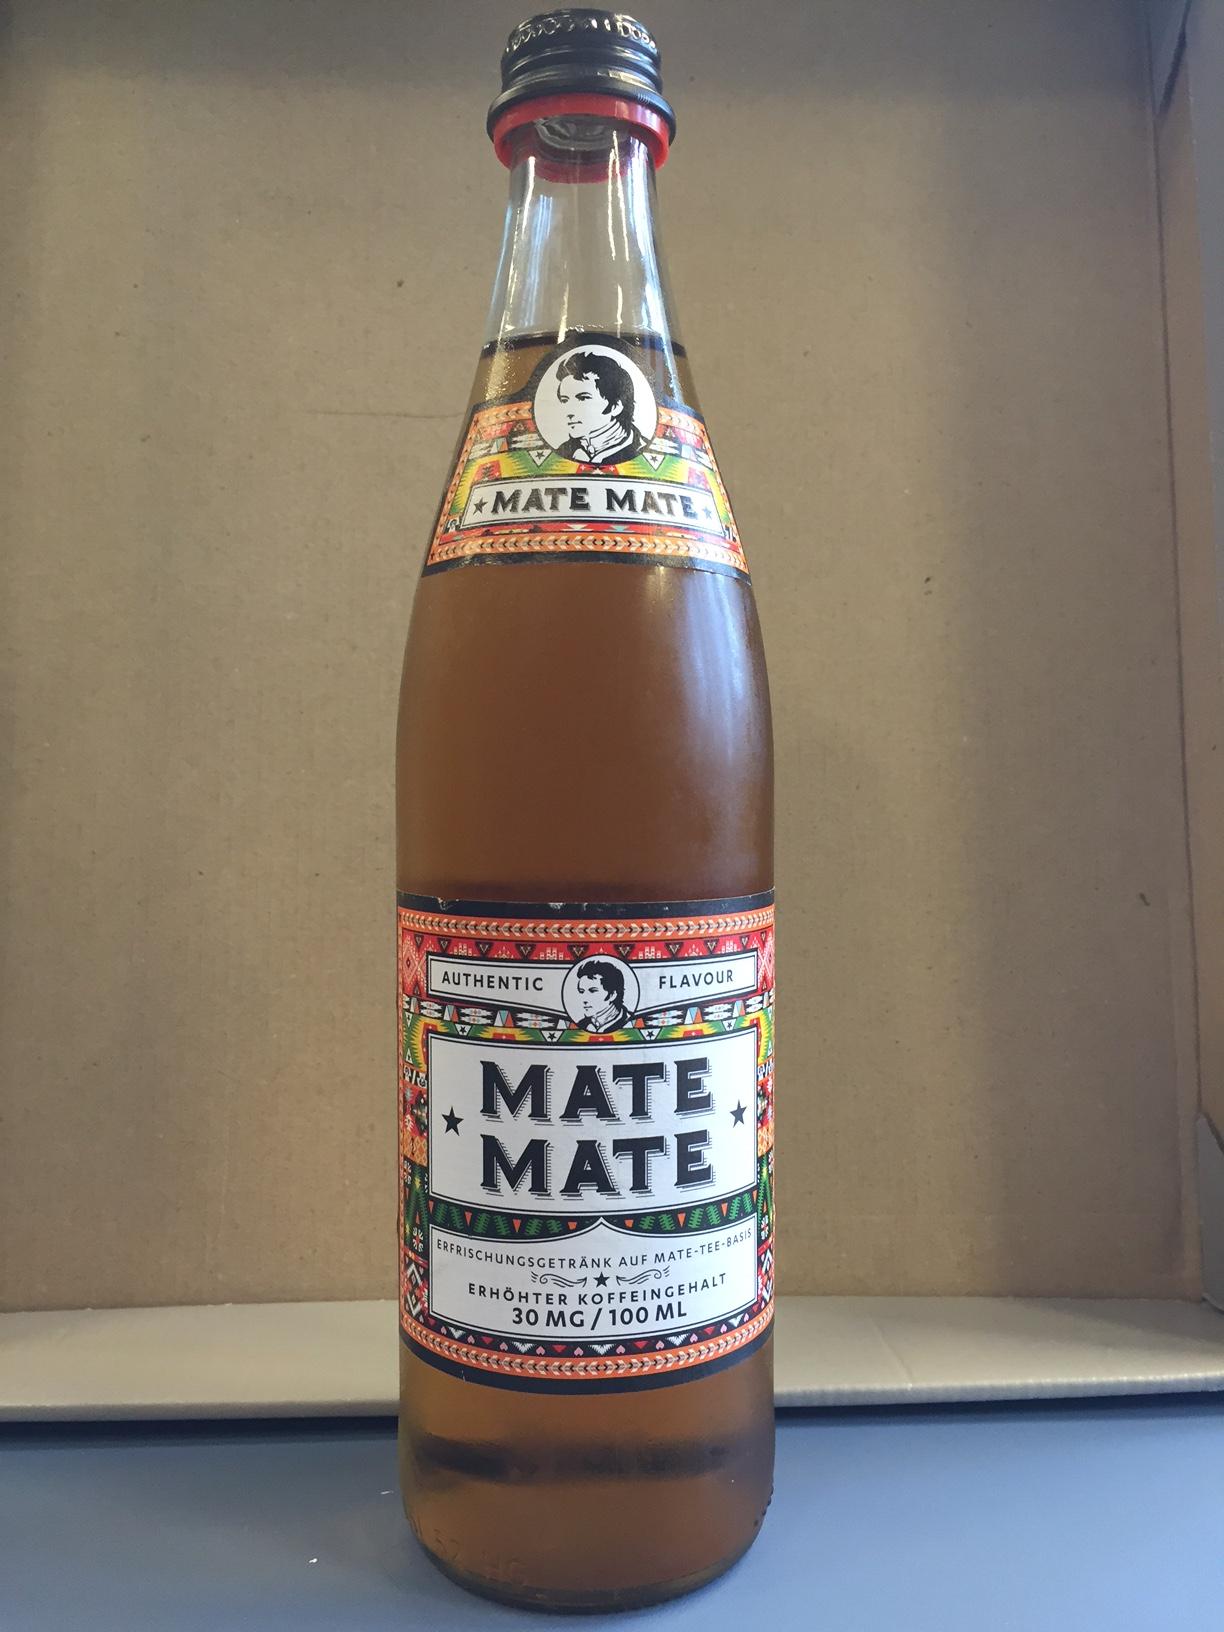 MATE MATE
AUTHENTIC FLAVOUR
MATE
MATE
ERFRISCHUNGSGETRÄNK AUF MATE-TEE-BASIS
ERHÖHTER KOFFEINGEHALT
30 MG / 100 ML